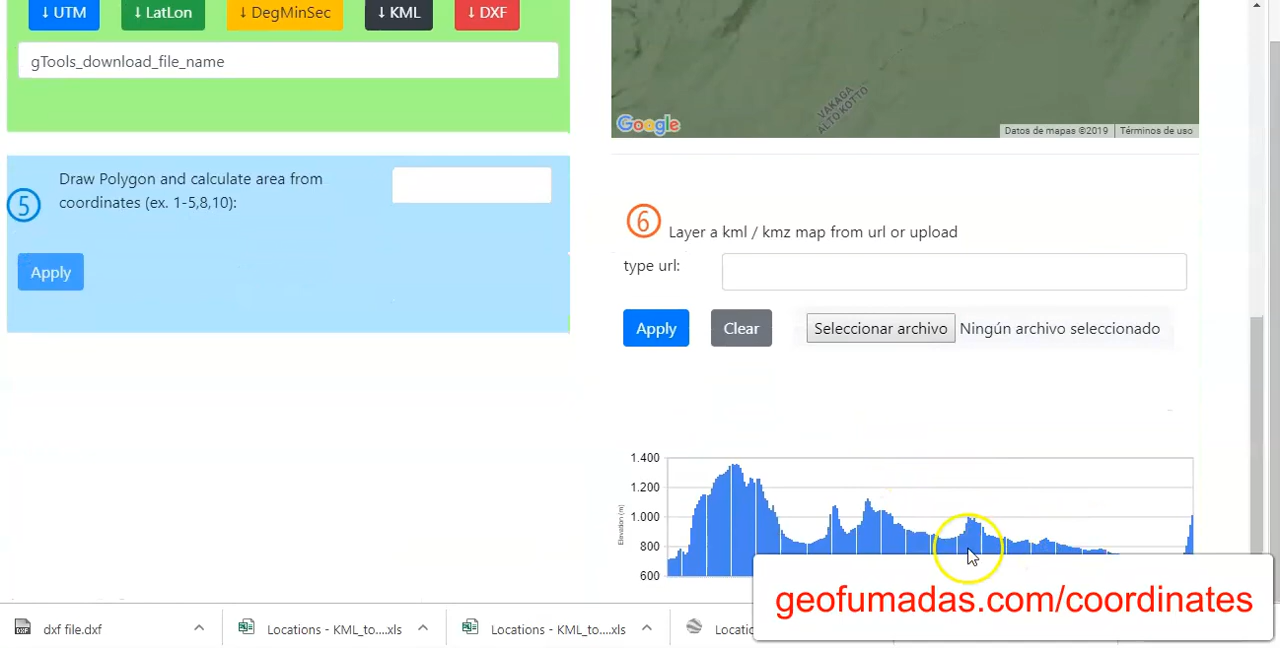 ↓ UTM
↓ LatLon
↓ DegMinSec
↓ KML
↓ DXF
gTools_download_file_name
VAKAGA
ALTO KOTTO
Google
Datos de mapas ©2019
Términos de uso
5
Draw Polygon and calculate area from
coordinates (ex. 1-5,8,10):
Apply
6
Layer a kml / kmz map from url or upload
type url:
Apply
Clear
Seleccionar archivo
Ningún archivo seleccionado
Elevation (m)
1.400
1.200
1.000
800
600
geofumadas.com/coordinates
dxf file.dxf
Locations - KML_to....xls
Locations - KML_to....xls
Locatio